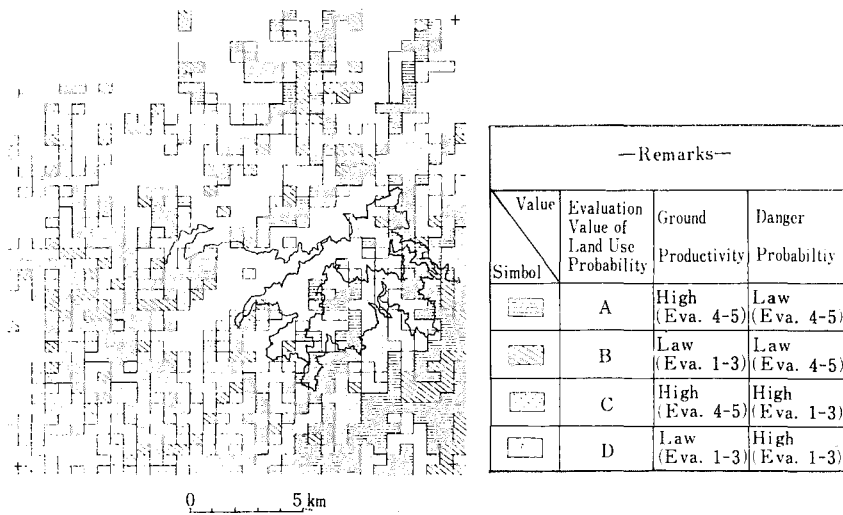 —Remarks—
Value
Simbol
Evaluation
Value of
Land Use
Probability
Ground
Productivity
Danger
Probabiltiy
A
High
(Eva. 4-5)
Law
(Eva. 4-5)
B
Law
(Eva. 1-3)
Law
(Eva. 4-5)
C
High
(Eva. 4-5)
High
(Eva. 1-3)
D
Law
(Eva. 1-3)
High
(Eva. 1-3)
0 5 km